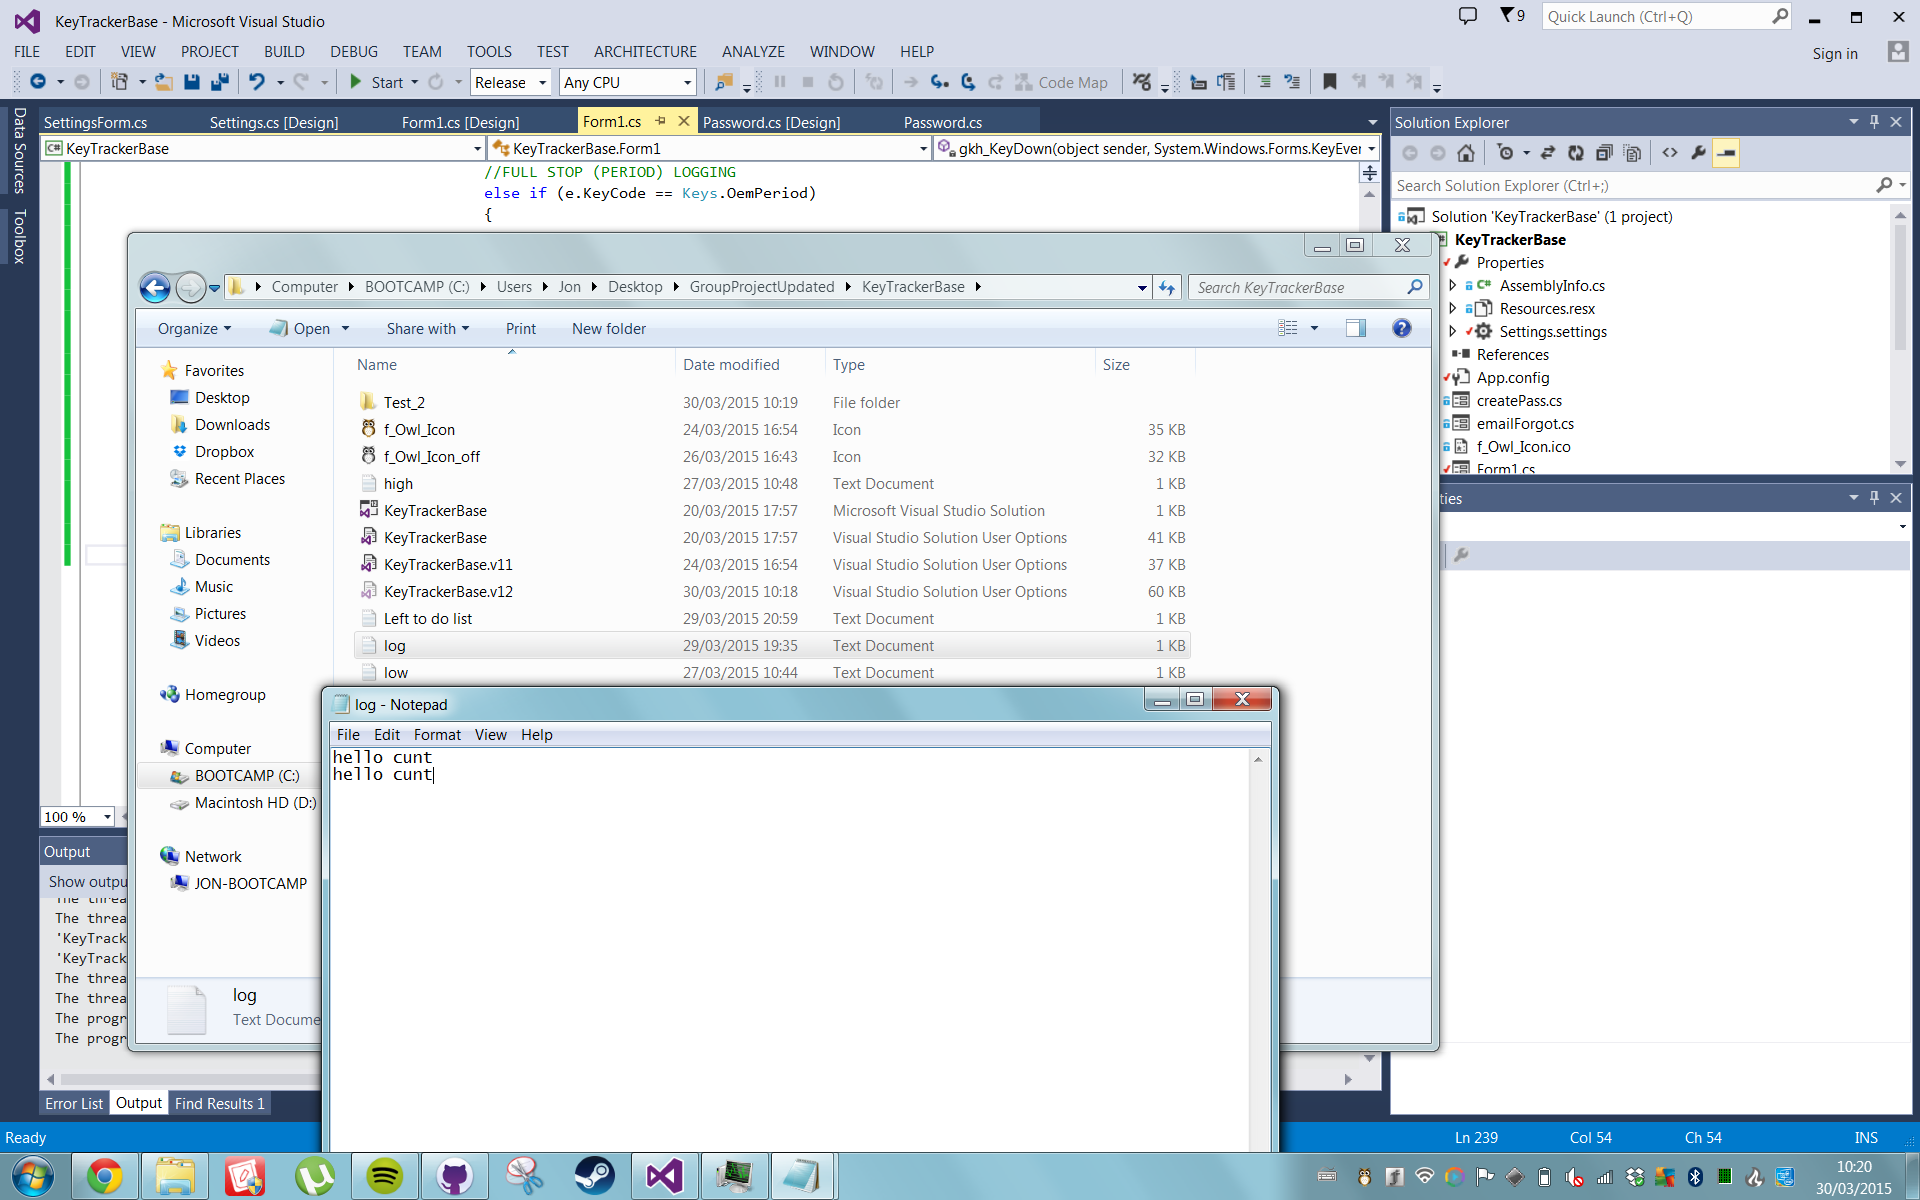 KeyTrackerBase - Microsoft Visual Studio
9
Quick Launch (Ctrl+Q)
FILE EDIT VIEW PROJECT BUILD DEBUG TEAM TOOLS TEST ARCHITECTURE ANALYZE WINDOW HELP
Sign in
Start Release Any CPU Code Map
Data Sources
Toolbox
SettingsForm.cs Settings.cs [Design] Form1.cs [Design] Form1.cs Password.cs [Design] Password.cs
KeyTrackerBase KeyTrackerBase.Form1 gkh_KeyDown(object sender, System.Windows.Forms.KeyEver
//FULL STOP (PERIOD) LOGGING
else if (e.KeyCode == Keys.OemPeriod)
{
Solution Explorer
Search Solution Explorer (Ctrl+;)
Solution 'KeyTrackerBase' (1 project)
KeyTrackerBase
Properties
AssemblyInfo.cs
Resources.resx
Settings.settings
References
App.config
createPass.cs
emailForgot.cs
f_Owl_Icon.ico
Form1.cs
ties
Computer BOOTCAMP (C:) Users Jon Desktop GroupProjectUpdated KeyTrackerBase
Search KeyTrackerBase
Organize Open Share with Print New folder
Favorites
Desktop
Downloads
Dropbox
Recent Places
Libraries
Documents
Music
Pictures
Videos
Homegroup
Computer
BOOTCAMP (C:)
Macintosh HD (D:)
Network
JON-BOOTCAMP
Name Date modified Type Size
Test_2 30/03/2015 10:19 File folder
f_Owl_Icon 24/03/2015 16:54 Icon 35 KB
f_Owl_Icon_off 26/03/2015 16:43 Icon 32 KB
high 27/03/2015 10:48 Text Document 1 KB
KeyTrackerBase 20/03/2015 17:57 Microsoft Visual Studio Solution 1 KB
KeyTrackerBase 20/03/2015 17:57 Visual Studio Solution User Options 41 KB
KeyTrackerBase.v11 24/03/2015 16:54 Visual Studio Solution User Options 37 KB
KeyTrackerBase.v12 30/03/2015 10:18 Visual Studio Solution User Options 60 KB
Left to do list 29/03/2015 20:59 Text Document 1 KB
log 29/03/2015 19:35 Text Document 1 KB
low 27/03/2015 10:44 Text Document 1 KB
log
Text Docume
log - Notepad
File Edit Format View Help
hello cunt
hello cunt
100 %
Output
Show outpu
The threa
The threa
'KeyTrack
'KeyTrack
The threa
The threa
The progr
The progr
Error List Output Find Results 1
Ready Ln 239 Col 54 Ch 54 INS
10:20
30/03/2015